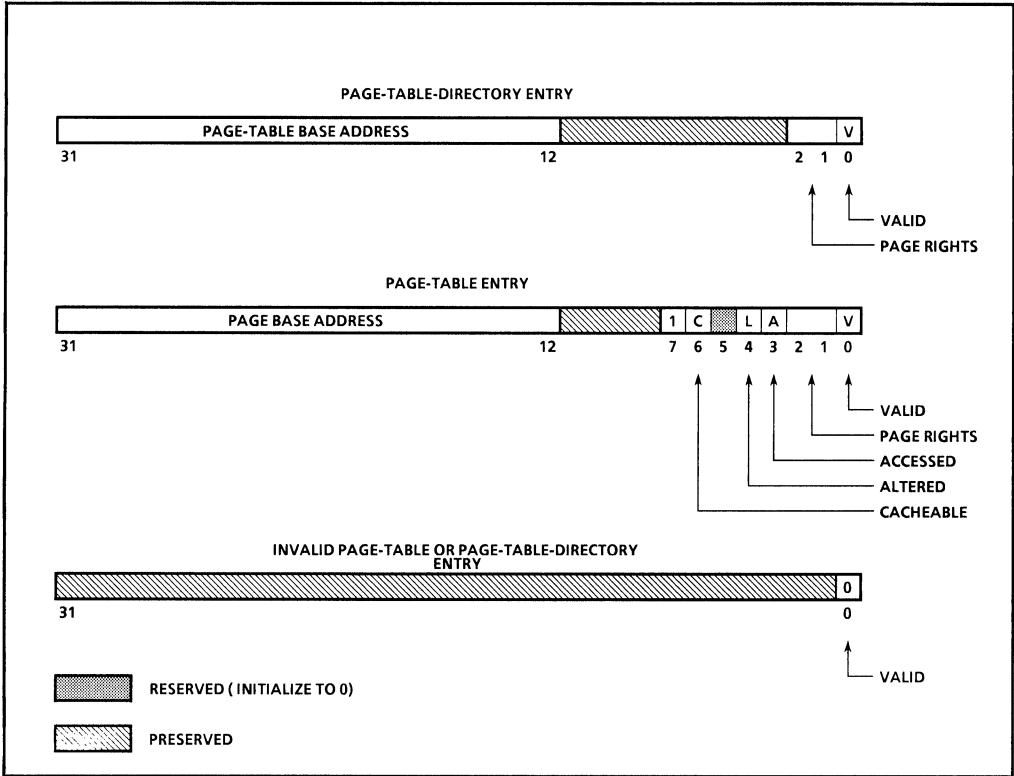 PAGE-TABLE-DIRECTORY ENTRY
PAGE-TABLE BASE ADDRESS V
31 12 2 1 0
VALID
PAGE RIGHTS
PAGE-TABLE ENTRY
PAGE BASE ADDRESS 1 C L A V
31 12 7 6 5 4 3 2 1 0
VALID
PAGE RIGHTS
ACCESSED
ALTERED
CACHEABLE
INVALID PAGE-TABLE OR PAGE-TABLE-DIRECTORY
ENTRY
0
31 0
VALID
RESERVED ( INITIALIZE TO 0)
PRESERVED